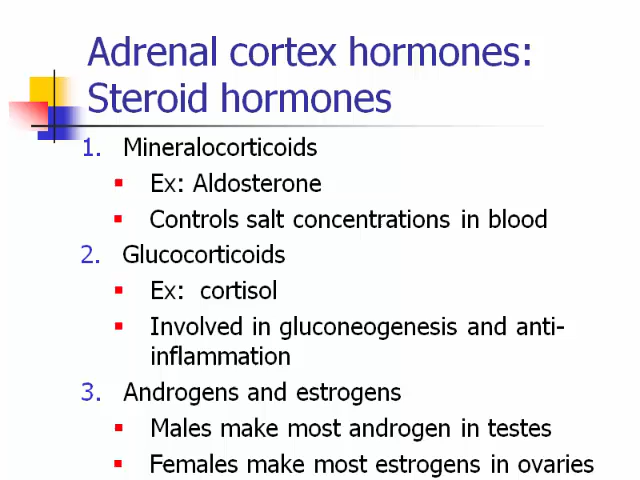 Adrenal cortex hormones:
Steroid hormones
1. Mineralocorticoids
Ex: Aldosterone
Controls salt concentrations in blood
2. Glucocorticoids
Ex: cortisol
Involved in gluconeogenesis and anti-
inflammation
3. Androgens and estrogens
Males make most androgen in testes
Females make most estrogens in ovaries